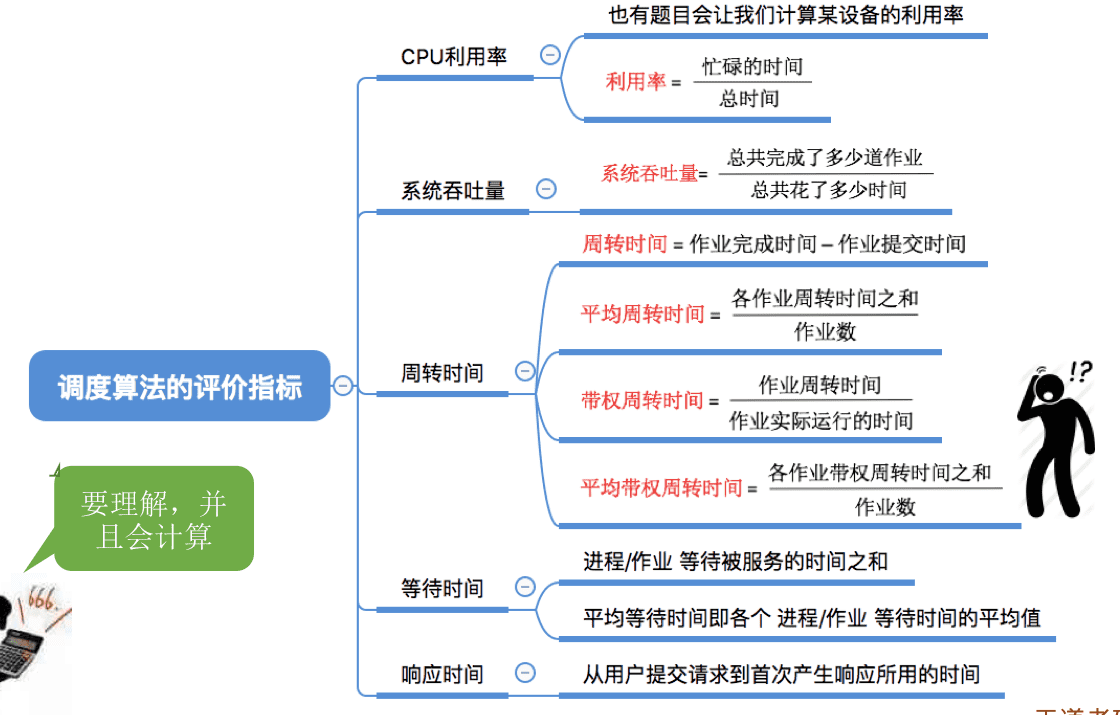 也有题目会让我们计算某设备的利用率
CPU利用率
利用率 = 忙碌的时间
总时间
系统吞吐量
系统吞吐量= 总共完成了多少道作业
总共花了多少时间
周转时间 = 作业完成时间 – 作业提交时间
平均周转时间 = 各作业周转时间之和
作业数
周转时间
调度算法的评价指标
带权周转时间 = 作业周转时间
作业实际运行的时间
平均带权周转时间 = 各作业带权周转时间之和
作业数
!?
要理解，并
且会计算
进程/作业 等待被服务的时间之和
等待时间
平均等待时间即各个 进程/作业 等待时间的平均值
666.
响应时间
从用户提交请求到首次产生响应所用的时间